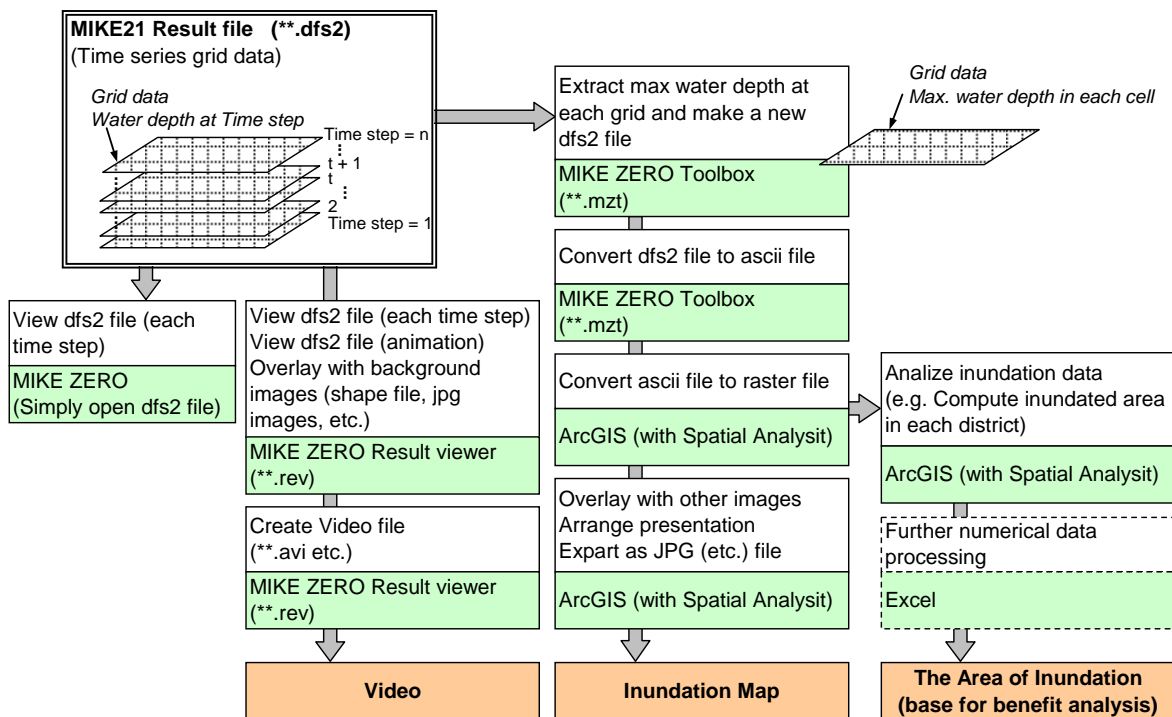 MIKE21 Result file (**.dfs2)
(Time series grid data)
Grid data
Water depth at Time step
Time step = n
t + 1
t
2
Time step = 1
Extract max water depth at
each grid and make a new
dfs2 file
MIKE ZERO Toolbox
(**.mzt)
Grid data
Max. water depth in each cell
Convert dfs2 file to ascii file
MIKE ZERO Toolbox
(**.mzt)
View dfs2 file (each
time step)
MIKE ZERO
(Simply open dfs2 file)
View dfs2 file (each time step)
View dfs2 file (animation)
Overlay with background
images (shape file, jpg
images, etc.)
MIKE ZERO Result viewer
(**.rev)
Convert ascii file to raster file
ArcGIS (with Spatial Analysit)
Analize inundation data
(e.g. Compute inundated area
in each district)
ArcGIS (with Spatial Analysit)
Create Video file
(**.avi etc.)
MIKE ZERO Result viewer
(**.rev)
Overlay with other images
Arrange presentation
Expart as JPG (etc.) file
ArcGIS (with Spatial Analysit)
Further numerical data
processing
Excel
Video
Inundation Map
The Area of Inundation
(base for benefit analysis)